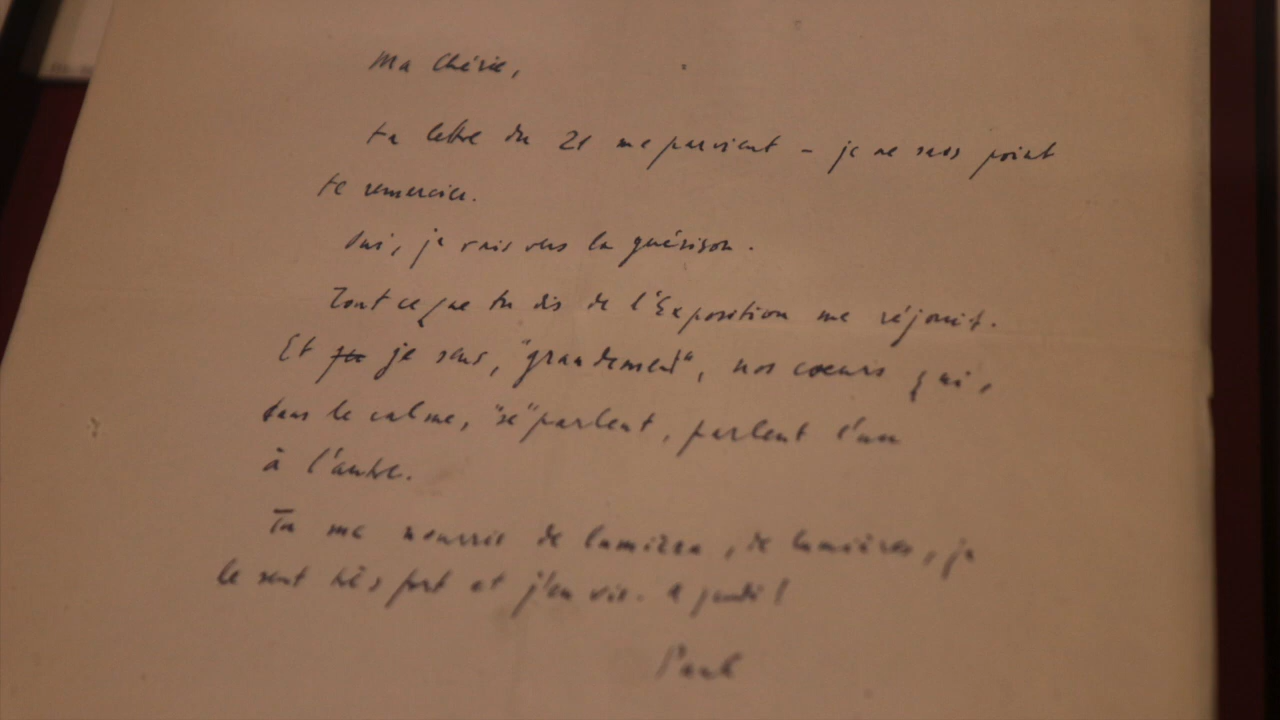 Ma Chérie,
ta lettre du 21 me parvient – je ne sais point
te remercier.
Oui, je vais vers la guérison.
Tout ce que tu dis de l'Exposition me réjouit.
Et je sens, "grandement", nos coeurs qui,
dans le calme, "se" parlent, parlent l'un
à l'autre.
Tu me nourris de lumière, de lumières, je
le sent très fort et j'en vis. A jeudi!
Paul